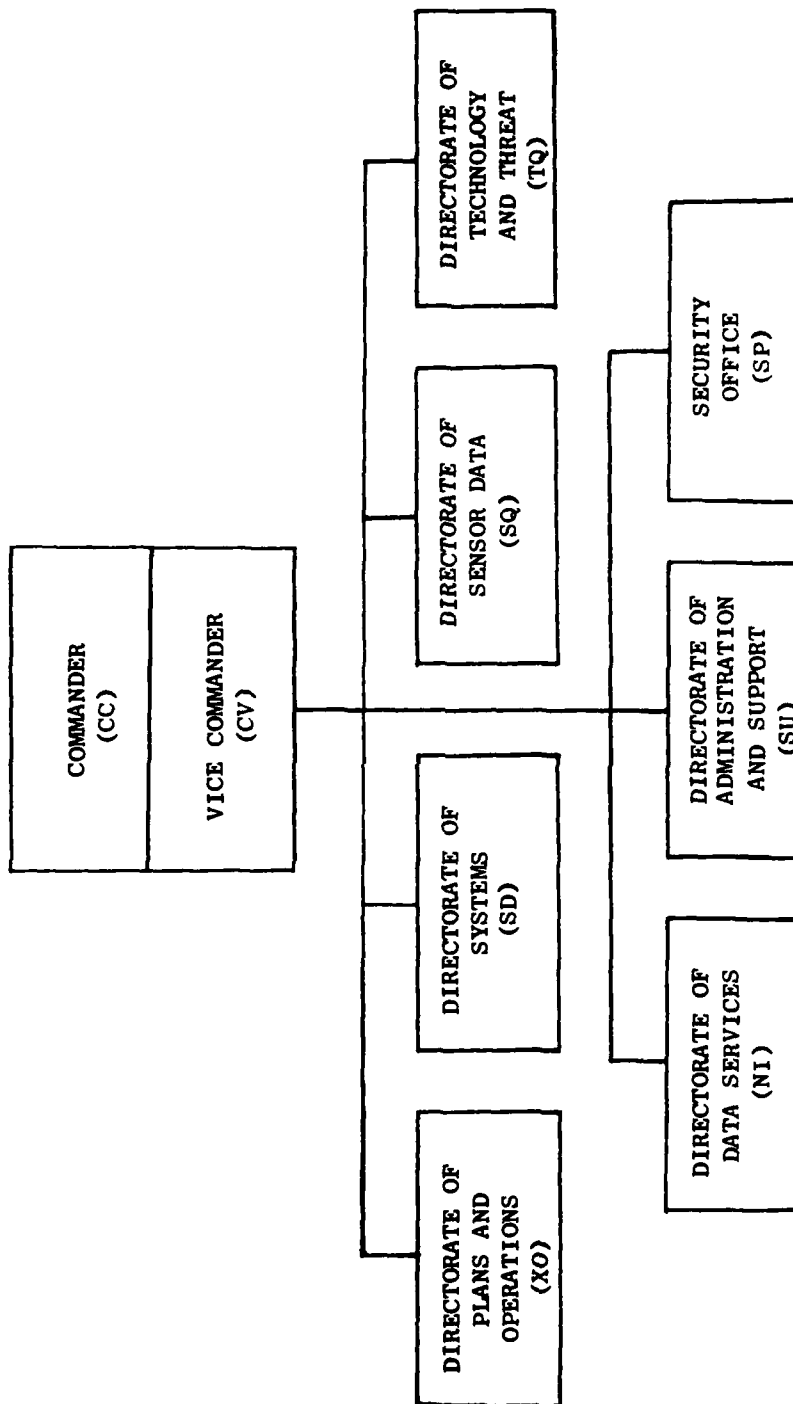 COMMANDER
(CC)
VICE COMMANDER
(CV)
DIRECTORATE OF
PLANS AND
OPERATIONS
(XO)
DIRECTORATE OF
SYSTEMS
(SD)
DIRECTORATE OF
SENSOR DATA
(SQ)
DIRECTORATE OF
TECHNOLOGY
AND THREAT
(TQ)
DIRECTORATE OF
DATA SERVICES
(NI)
DIRECTORATE OF
ADMINISTRATION
AND SUPPORT
(SU)
SECURITY
OFFICE
(SP)